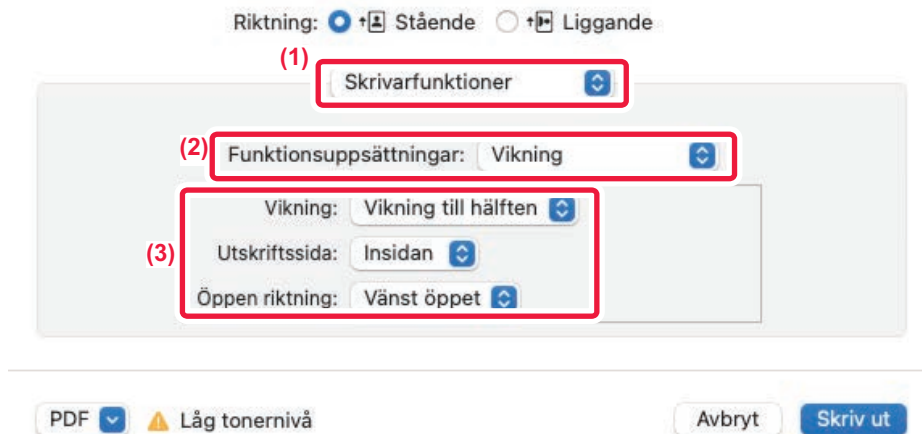 Riktning: Stående Liggande
(1)
Skrivarfunktioner
(2) Funktionsuppsättningar: Vikning
Vikning: Vikning till hälften
(3) Utskriftssida: Insidan
Öppen riktning: Vänst öppet
PDF Låg tonernivå Avbryt Skriv ut